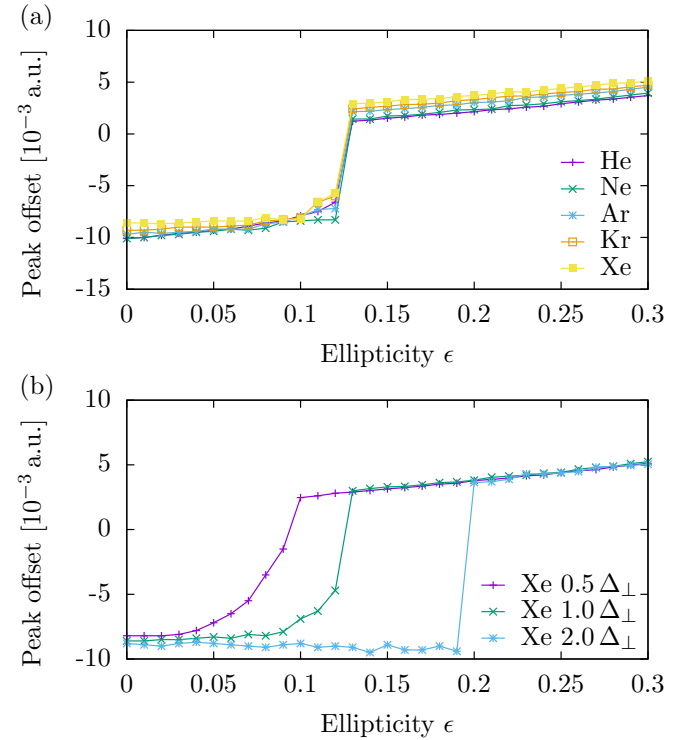 (a)
10
5
0
-5
-10
-15
Peak offset [10⁻³ a.u.]
He
Ne
Ar
Kr
Xe
0 0.05 0.1 0.15 0.2 0.25 0.3
Ellipticity ϵ
(b)
10
5
0
-5
-10
Peak offset [10⁻³ a.u.]
Xe 0.5 Δ⊥
Xe 1.0 Δ⊥
Xe 2.0 Δ⊥
0 0.05 0.1 0.15 0.2 0.25 0.3
Ellipticity ϵ